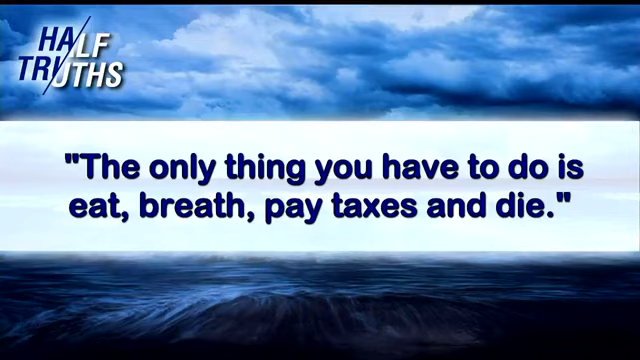 HALF
TRUTHS
"The only thing you have to do is
eat, breath, pay taxes and die."